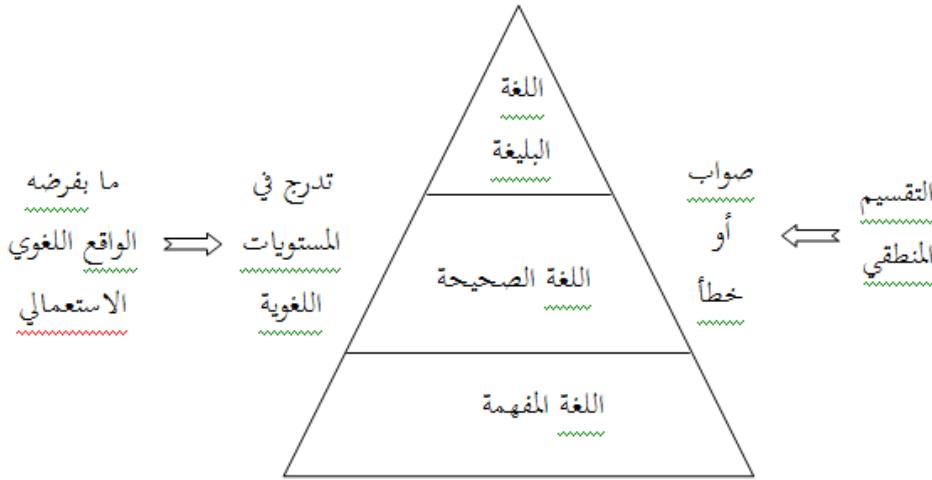 اللغة
البليغة
اللغة الصحيحة
اللغة المفهمة
التقسيم
المنطقي
صواب
أو
خطأ
تدرج في
المستويات
اللغوية
ما بفرضه
الواقع اللغوي
الاستعمالي